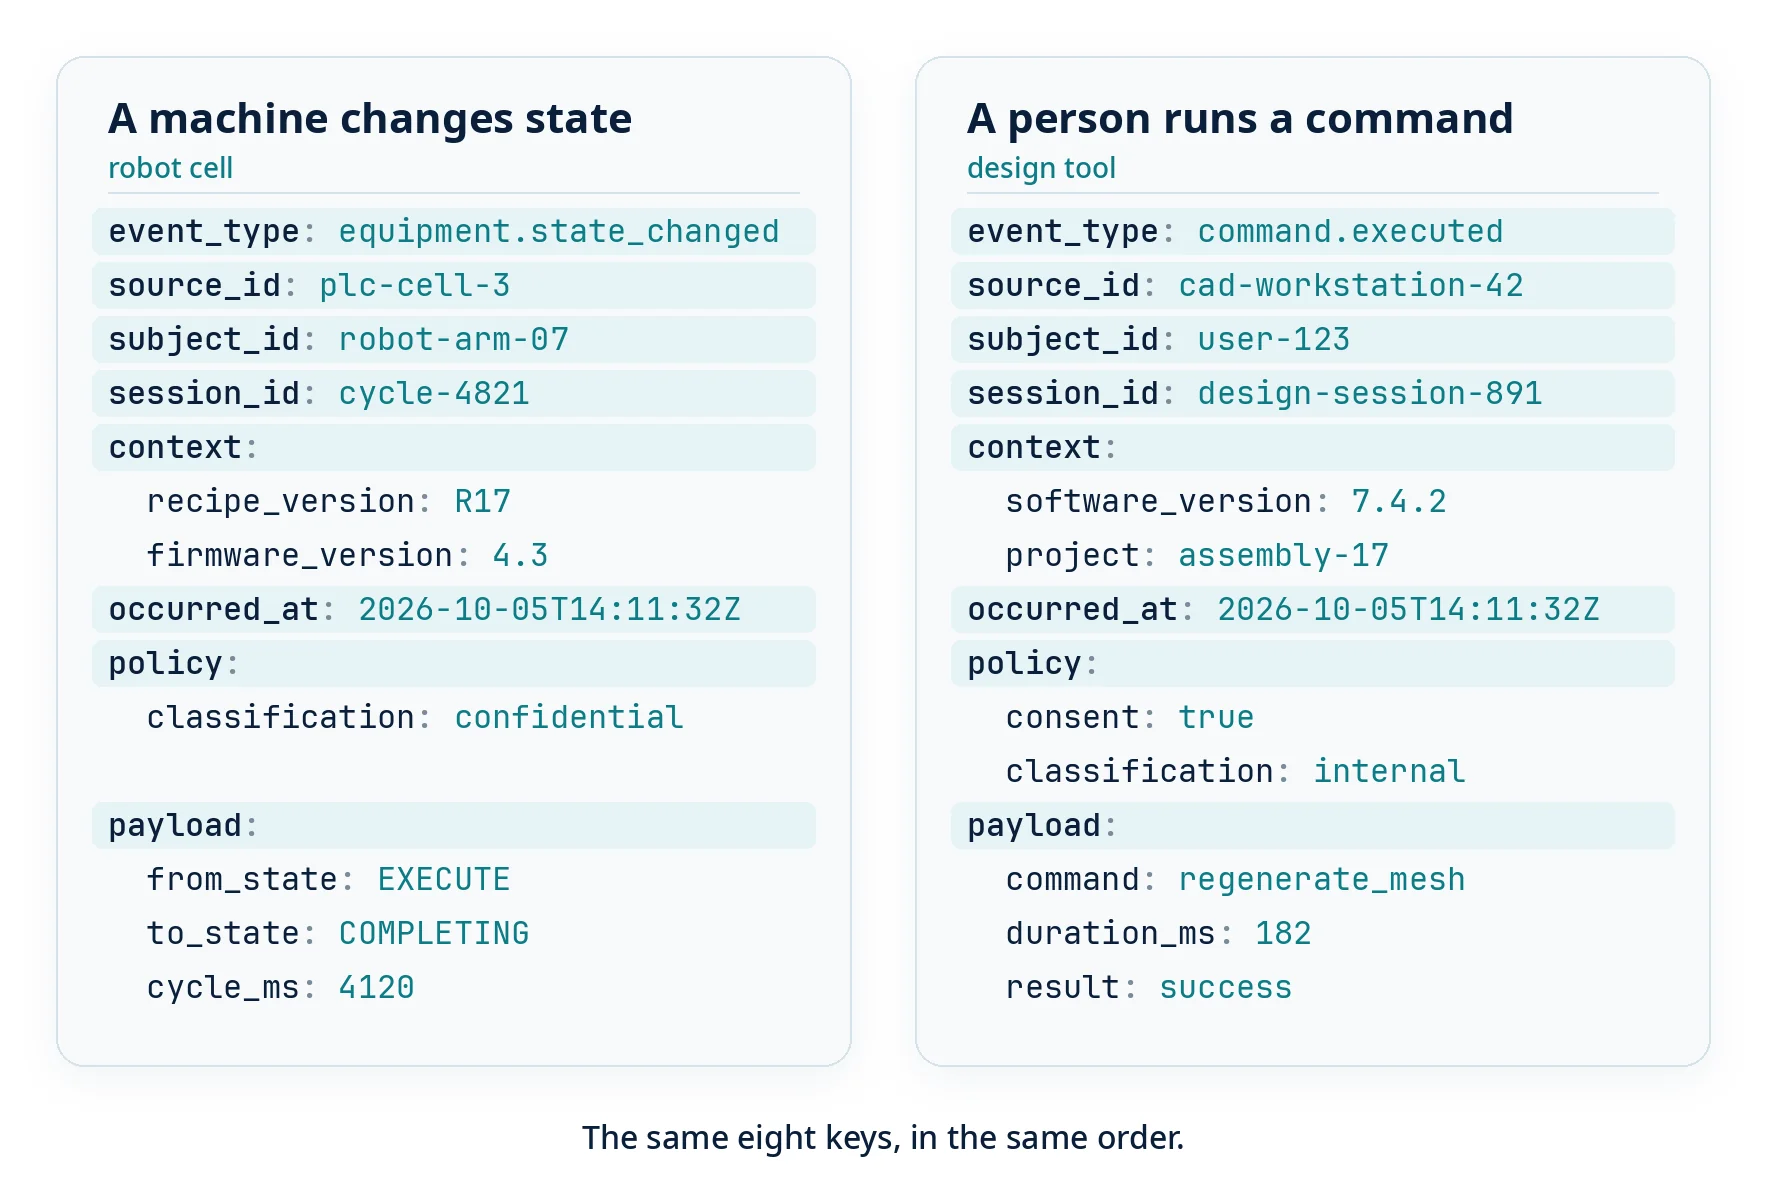 A machine changes state
robot cell
event_type: equipment.state_changed
source_id: plc-cell-3
subject_id: robot-arm-07
session_id: cycle-4821
context:
recipe_version: R17
firmware_version: 4.3
occurred_at: 2026-10-05T14:11:32Z
policy:
classification: confidential
payload:
from_state: EXECUTE
to_state: COMPLETING
cycle_ms: 4120
A person runs a command
design tool
event_type: command.executed
source_id: cad-workstation-42
subject_id: user-123
session_id: design-session-891
context:
software_version: 7.4.2
project: assembly-17
occurred_at: 2026-10-05T14:11:32Z
policy:
consent: true
classification: internal
payload:
command: regenerate_mesh
duration_ms: 182
result: success
The same eight keys, in the same order.